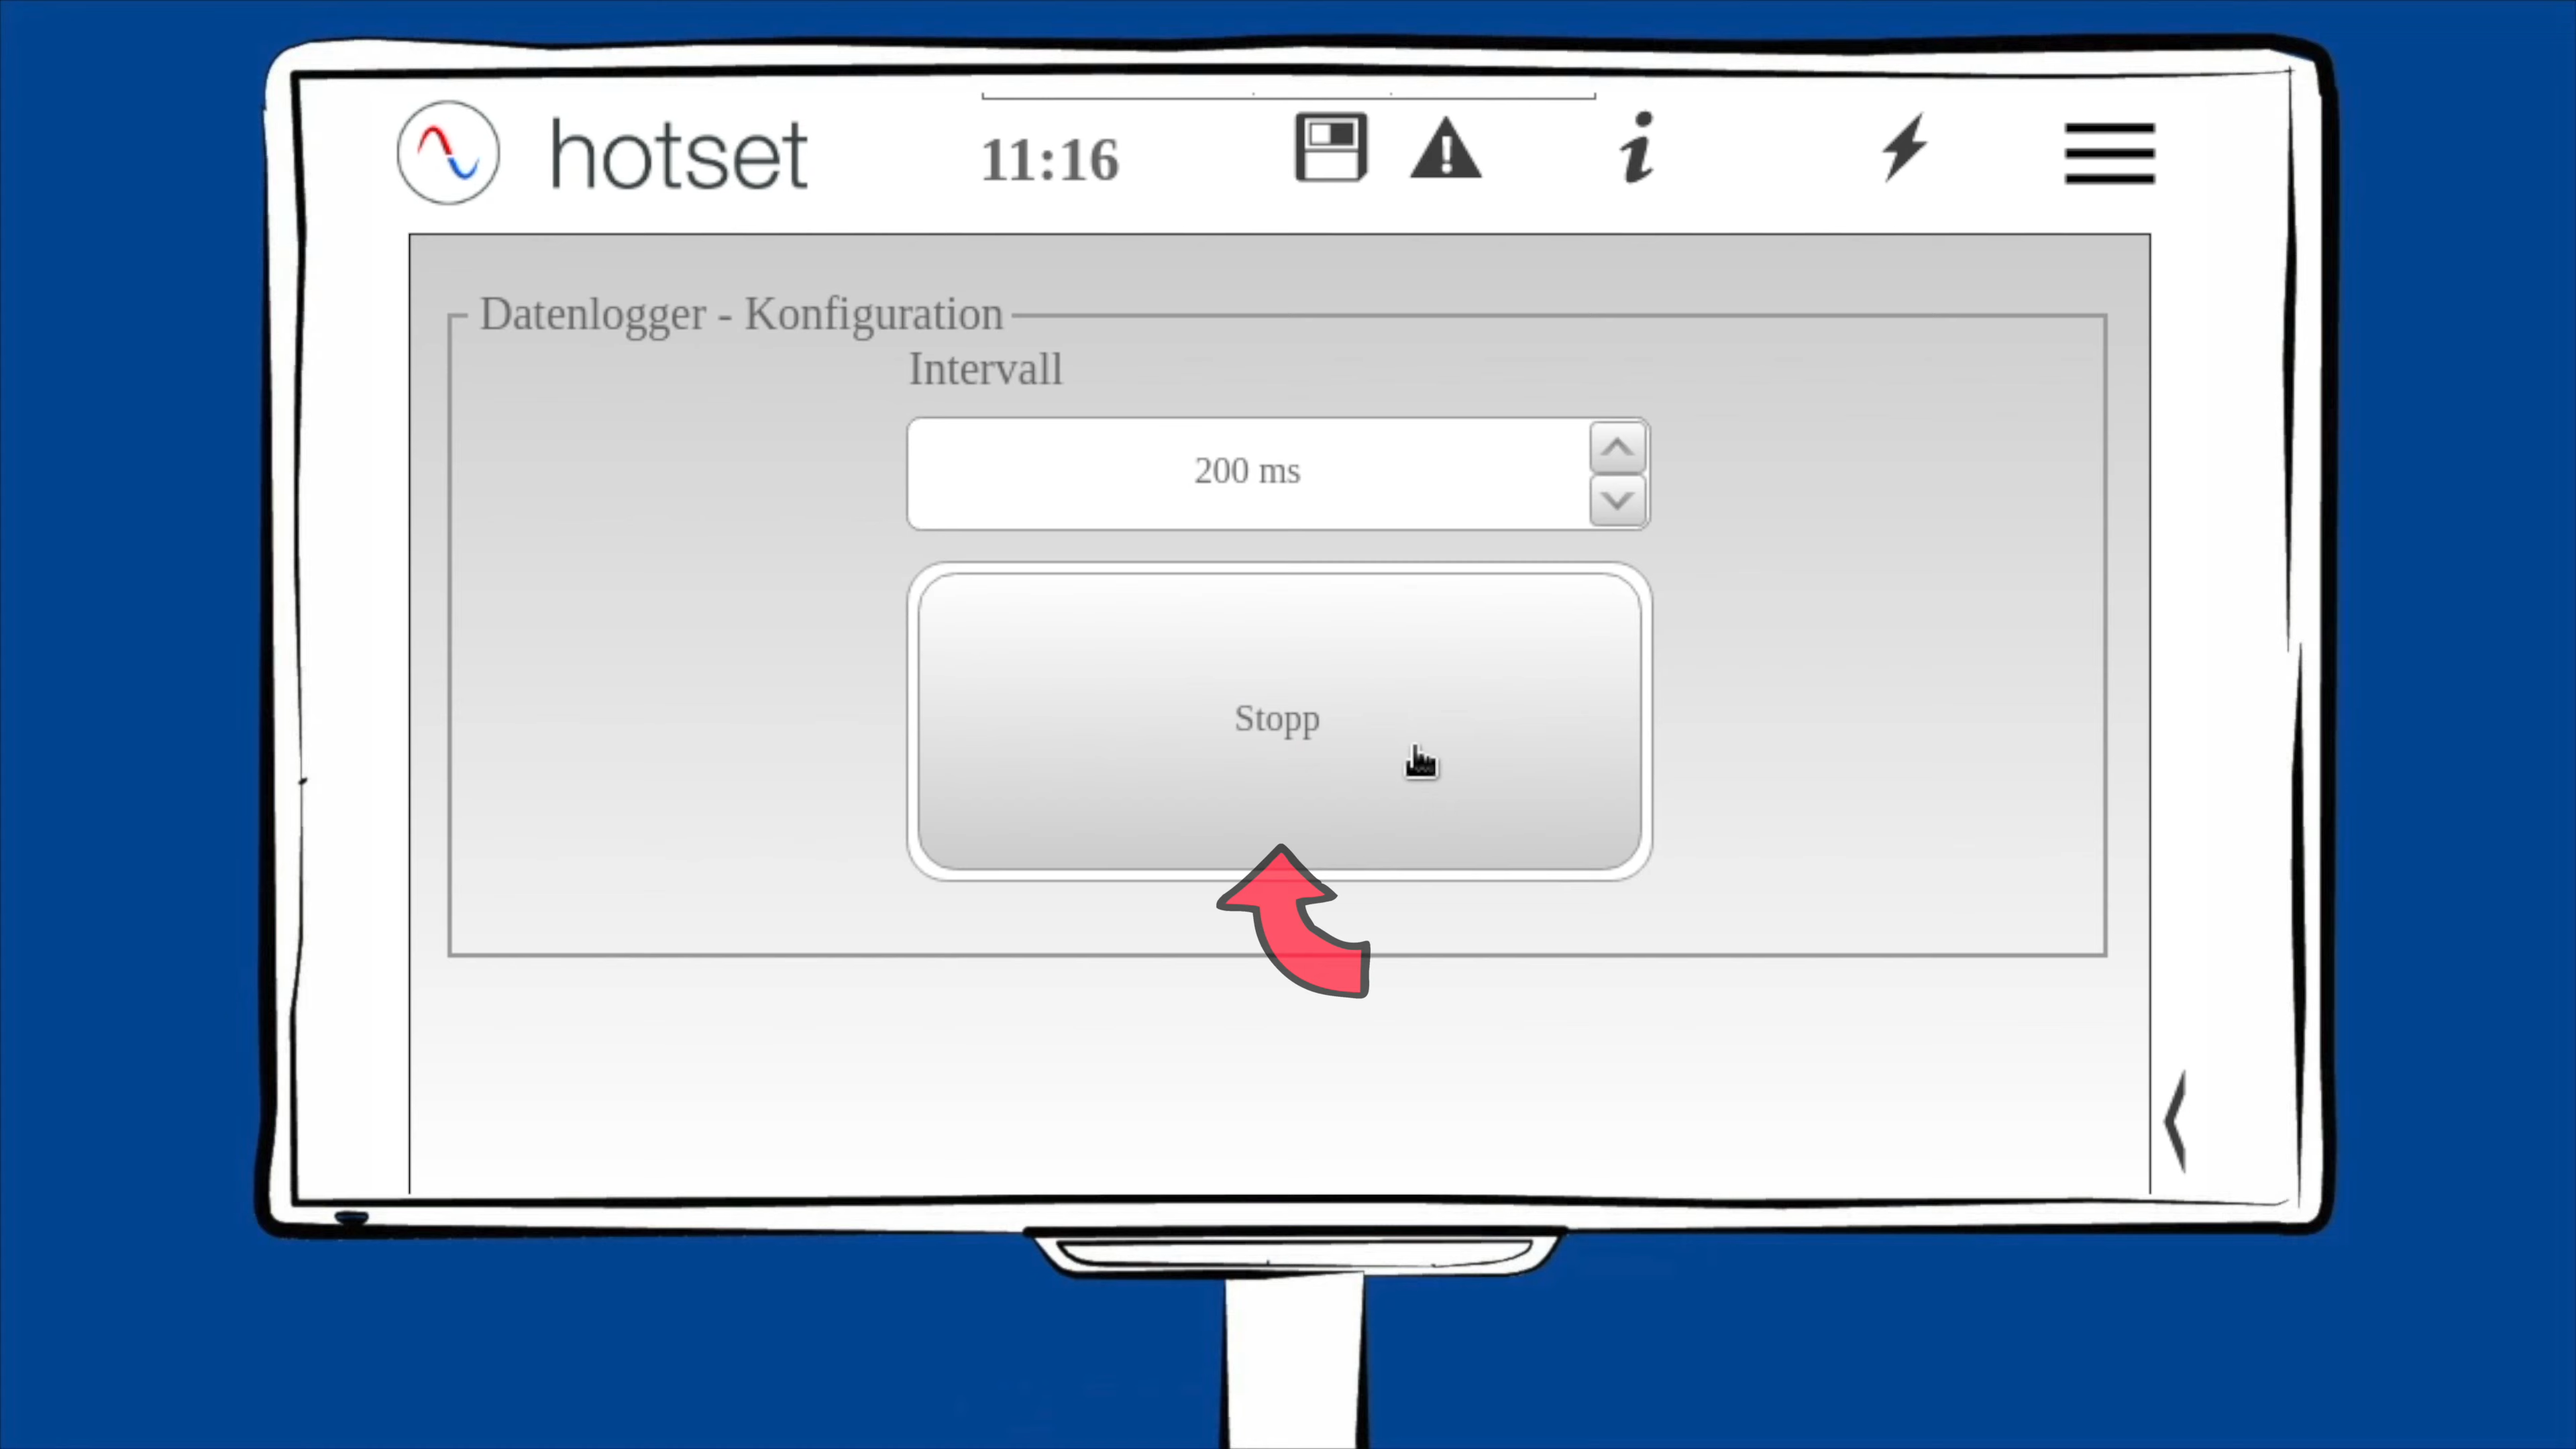 hotset
11:16
Datenlogger - Konfiguration
Intervall
200 ms
Stopp